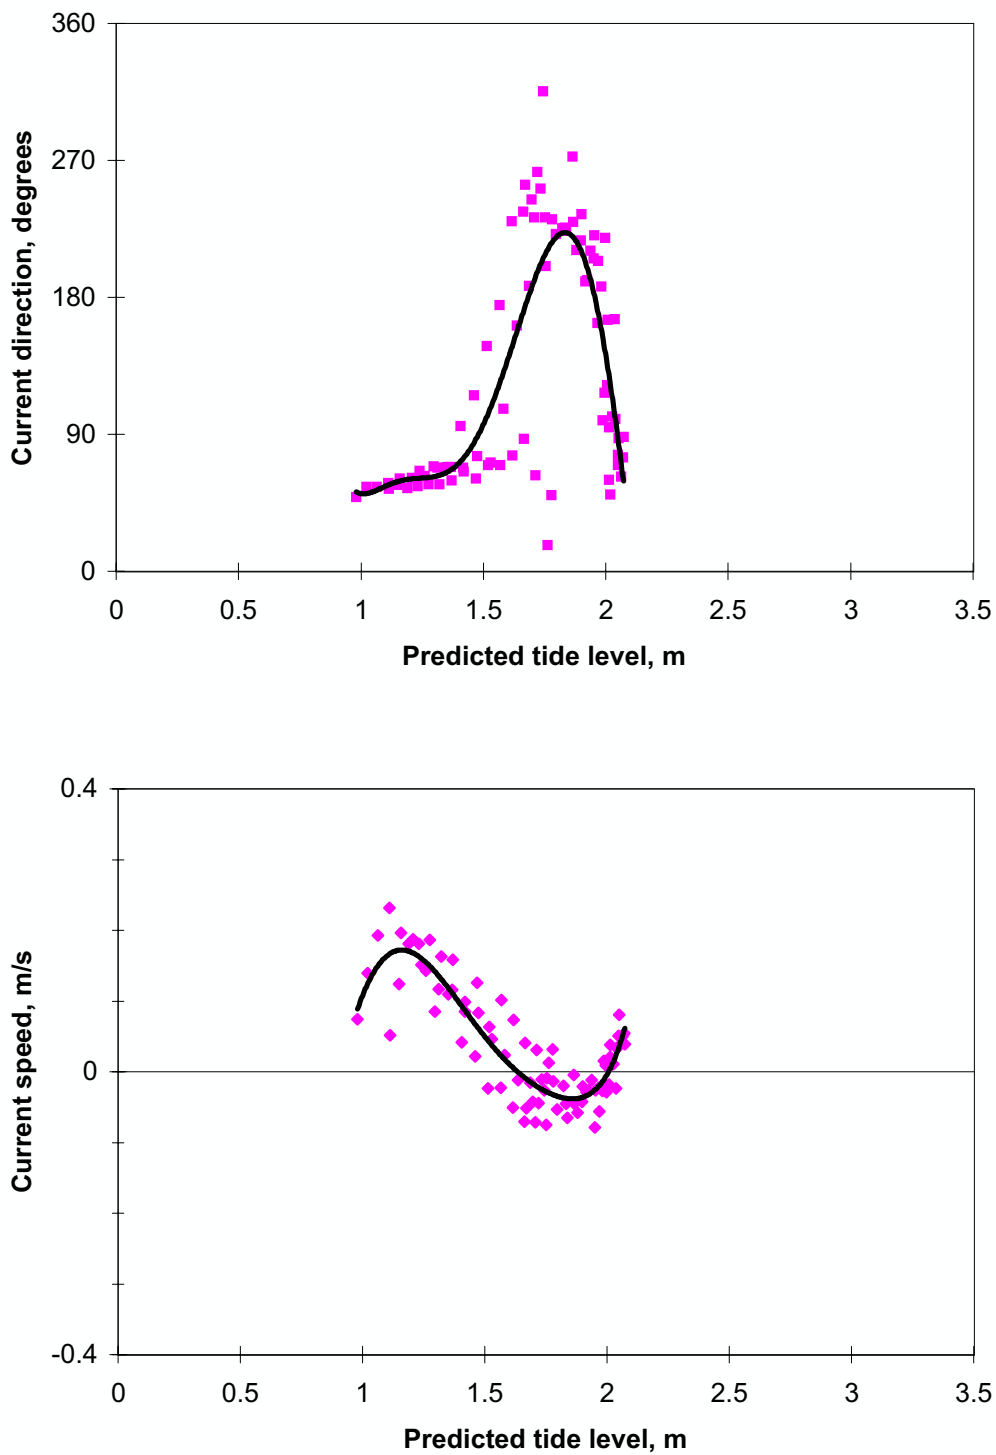 360
270
180
90
0
Current direction, degrees
0 0.5 1 1.5 2 2.5 3 3.5
Predicted tide level, m
0.4
0
-0.4
Current speed, m/s
0 0.5 1 1.5 2 2.5 3 3.5
Predicted tide level, m